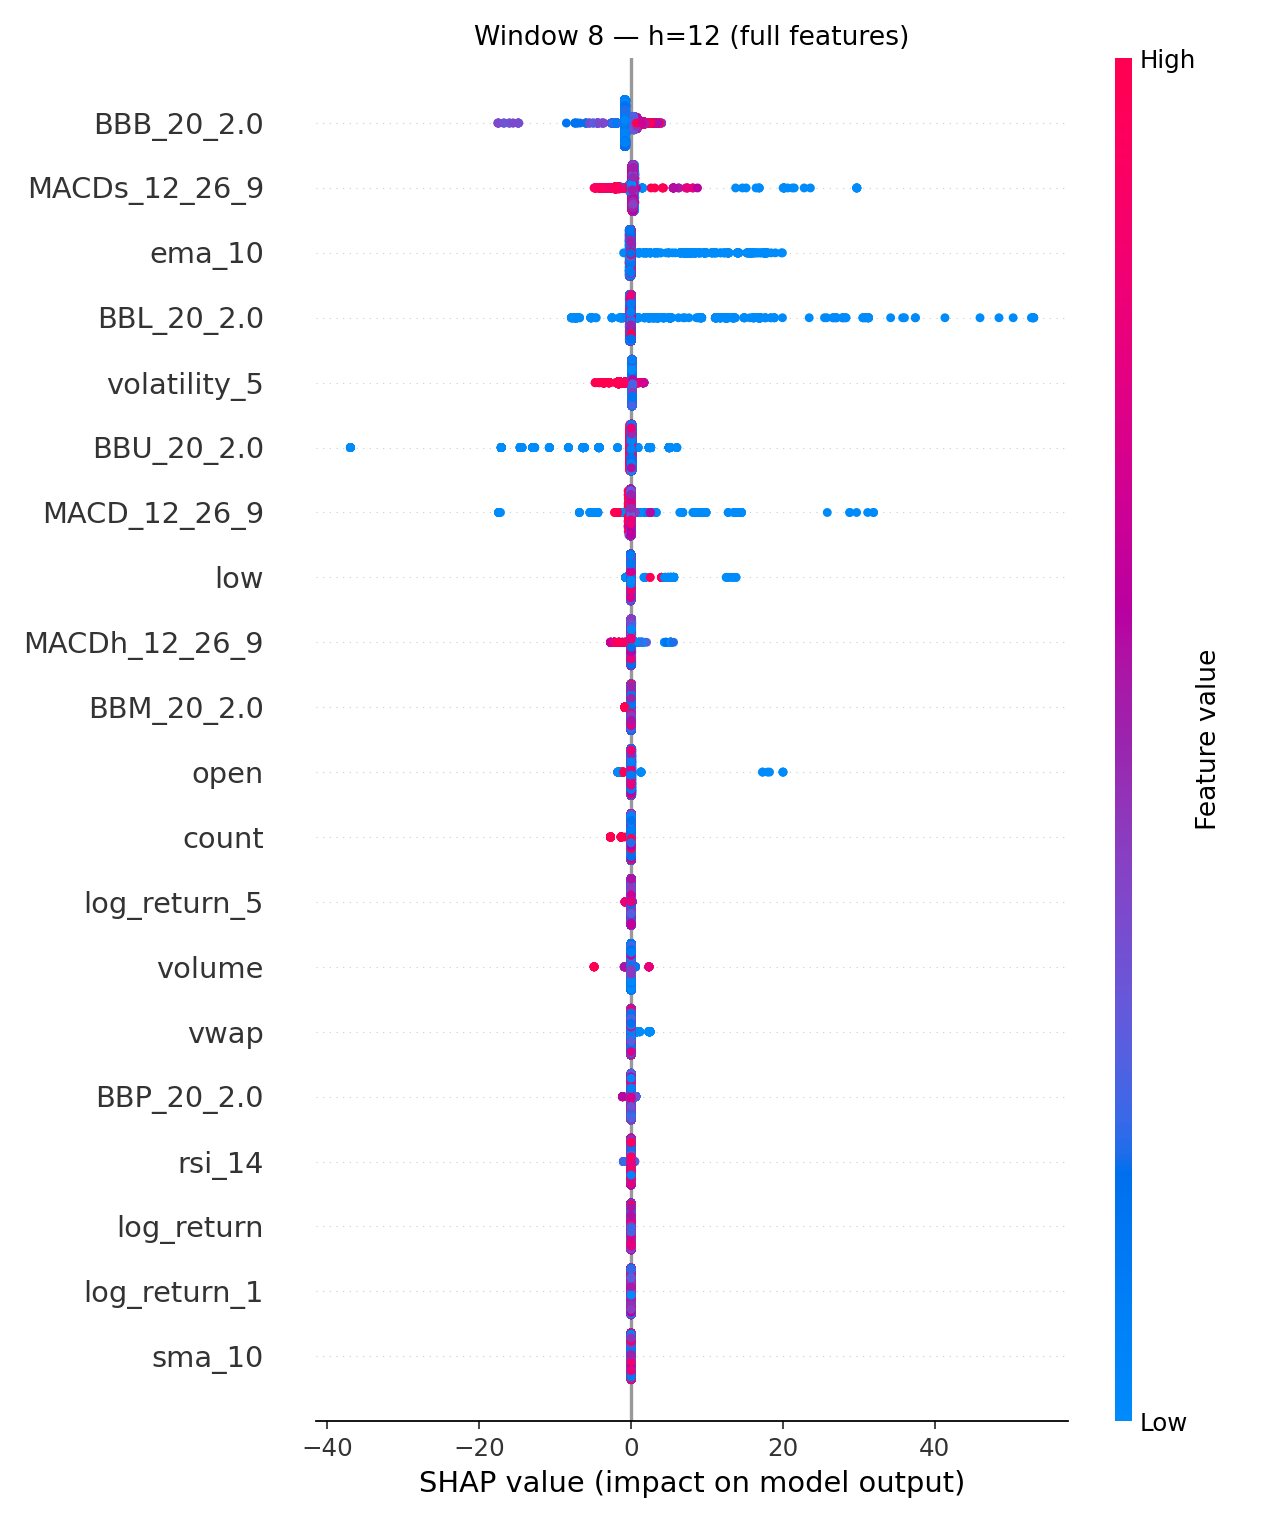 Window 8 — h=12 (full features)
High
BBB_20_2.0
MACDs_12_26_9
ema_10
BBL_20_2.0
volatility_5
BBU_20_2.0
MACD_12_26_9
low
MACDh_12_26_9
BBM_20_2.0
open
count
log_return_5
volume
vwap
BBP_20_2.0
rsi_14
log_return
log_return_1
sma_10
Feature value
Low
−40 −20 0 20 40
SHAP value (impact on model output)